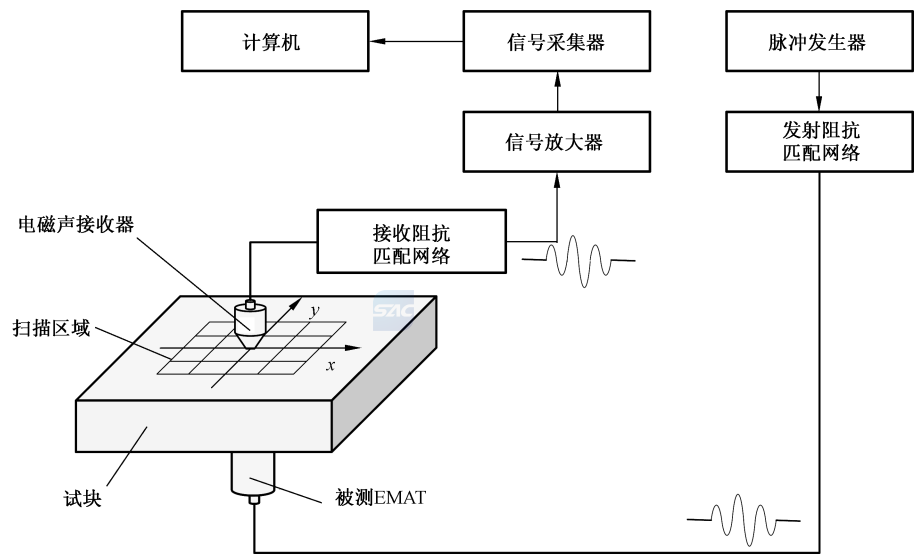 计算机
信号采集器
脉冲发生器
信号放大器
发射阻抗
匹配网络
电磁声接收器
接收阻抗
匹配网络
SAC
y
扫描区域
x
试块
被测EMAT